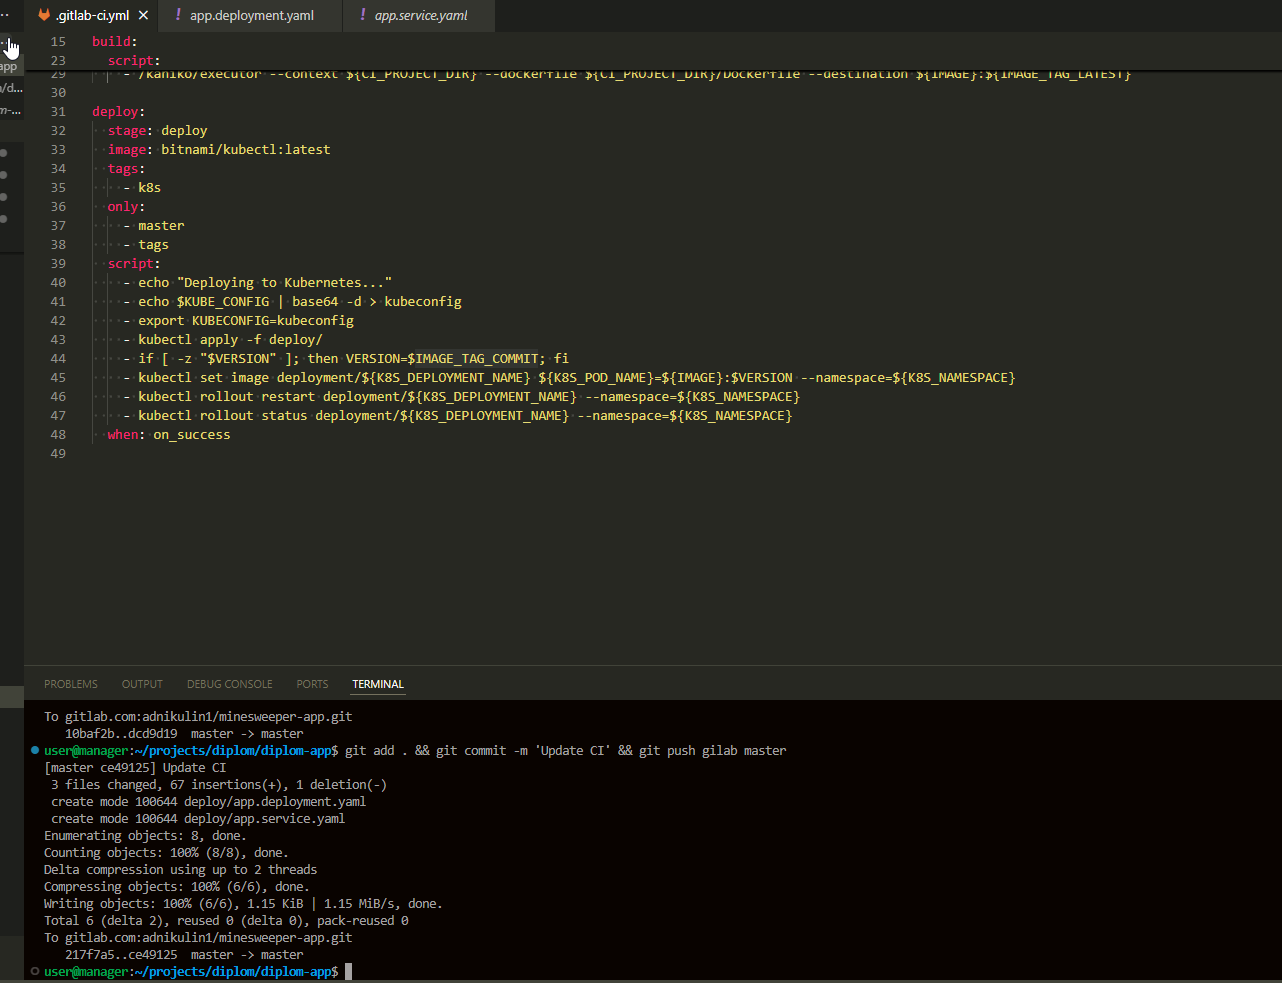 .gitlab-ci.yml
! app.deployment.yaml
! app.service.yaml
app
/d...
m-...
15 build:
23 script:
29 - /kaniko/executor --context ${CI_PROJECT_DIR} --dockerfile ${CI_PROJECT_DIR}/Dockerfile --destination ${IMAGE}:${IMAGE_TAG_LATEST}
30
31 deploy:
32 stage: deploy
33 image: bitnami/kubectl:latest
34 tags:
35 - k8s
36 only:
37 - master
38 - tags
39 script:
40 - echo "Deploying to Kubernetes..."
41 - echo $KUBE_CONFIG | base64 -d > kubeconfig
42 - export KUBECONFIG=kubeconfig
43 - kubectl apply -f deploy/
44 - if [ -z "$VERSION" ]; then VERSION=$IMAGE_TAG_COMMIT; fi
45 - kubectl set image deployment/${K8S_DEPLOYMENT_NAME} ${K8S_POD_NAME}=${IMAGE}:$VERSION --namespace=${K8S_NAMESPACE}
46 - kubectl rollout restart deployment/${K8S_DEPLOYMENT_NAME} --namespace=${K8S_NAMESPACE}
47 - kubectl rollout status deployment/${K8S_DEPLOYMENT_NAME} --namespace=${K8S_NAMESPACE}
48 when: on_success
49
PROBLEMS OUTPUT DEBUG CONSOLE PORTS TERMINAL
To gitlab.com:adnikulin1/minesweeper-app.git
10baf2b..dcd9d19 master -> master
user@manager:~/projects/diplom/diplom-app$ git add . && git commit -m 'Update CI' && git push gilab master
[master ce49125] Update CI
3 files changed, 67 insertions(+), 1 deletion(-)
create mode 100644 deploy/app.deployment.yaml
create mode 100644 deploy/app.service.yaml
Enumerating objects: 8, done.
Counting objects: 100% (8/8), done.
Delta compression using up to 2 threads
Compressing objects: 100% (6/6), done.
Writing objects: 100% (6/6), 1.15 KiB | 1.15 MiB/s, done.
Total 6 (delta 2), reused 0 (delta 0), pack-reused 0
To gitlab.com:adnikulin1/minesweeper-app.git
217f7a5..ce49125 master -> master
user@manager:~/projects/diplom/diplom-app$